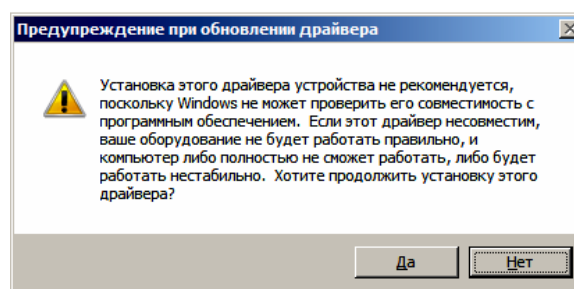 Предупреждение при обновлении драйвера
Установка этого драйвера устройства не рекомендуется,
поскольку Windows не может проверить его совместимость с
программным обеспечением. Если этот драйвер несовместим,
ваше оборудование не будет работать правильно, и
компьютер либо полностью не сможет работать, либо будет
работать нестабильно. Хотите продолжить установку этого
драйвера?
Да
Нет